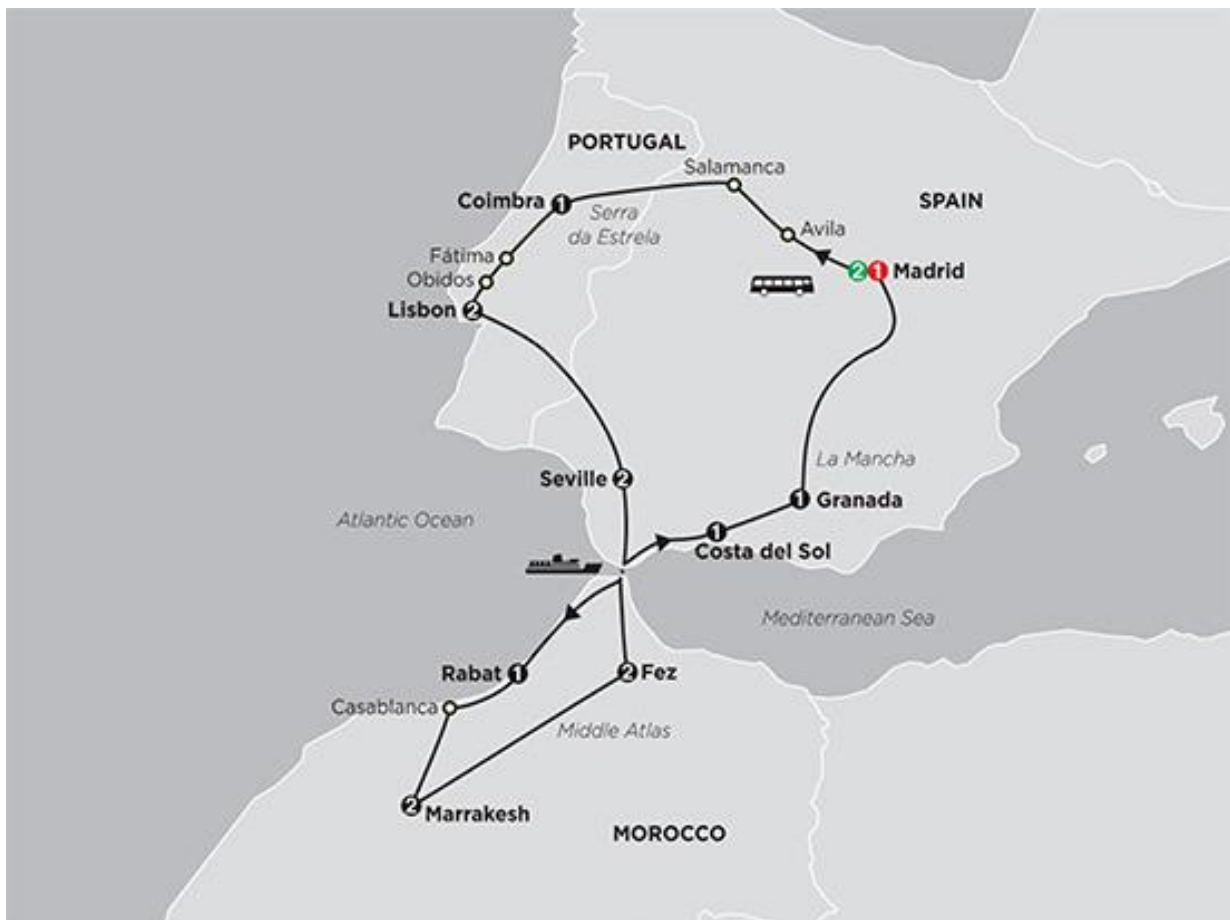 PORTUGAL
Salamanca
Coimbra 1
Serra
da Estrela
SPAIN
Avila
Fátima
Obidos
2 1 Madrid
Lisbon 2
La Mancha
Seville 2
1 Granada
Atlantic Ocean
1
Costa del Sol
Mediterranean Sea
Rabat 1
2 Fez
Casablanca
Middle Atlas
2 Marrakesh
MOROCCO